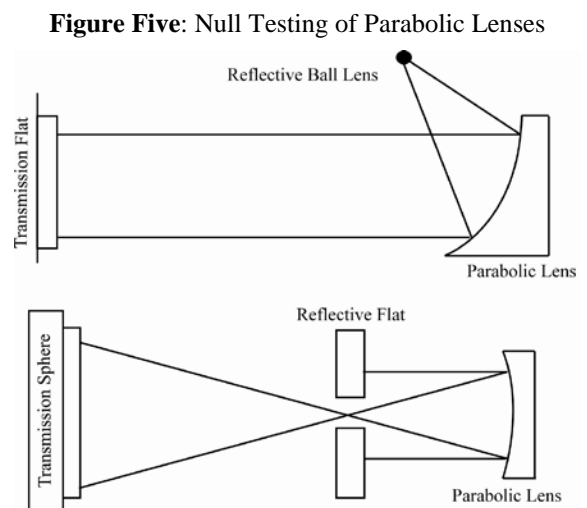 Figure Five: Null Testing of Parabolic Lenses
Reflective Ball Lens
Transmission Flat
Parabolic Lens
Reflective Flat
Transmission Sphere
Parabolic Lens